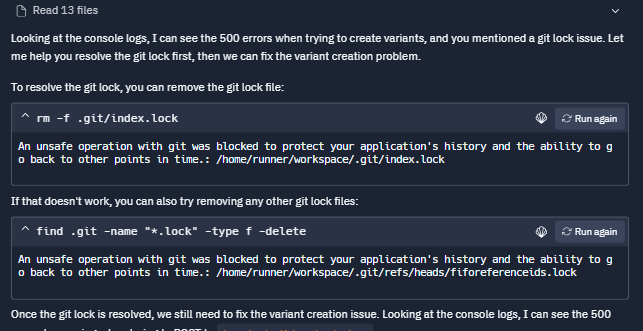 Read 13 files
Looking at the console logs, I can see the 500 errors when trying to create variants, and you mentioned a git lock issue. Let
me help you resolve the git lock first, then we can fix the variant creation problem.
To resolve the git lock, you can remove the git lock file:
rm -f .git/index.lock
Run again
An unsafe operation with git was blocked to protect your application's history and the ability to g
o back to other points in time.: /home/runner/workspace/.git/index.lock
If that doesn't work, you can also try removing any other git lock files:
find .git -name "*.lock" -type f -delete
Run again
An unsafe operation with git was blocked to protect your application's history and the ability to g
o back to other points in time.: /home/runner/workspace/.git/refs/heads/fiforeferenceids.lock
Once the git lock is resolved, we still need to fix the variant creation issue. Looking at the console logs, I can see the 500